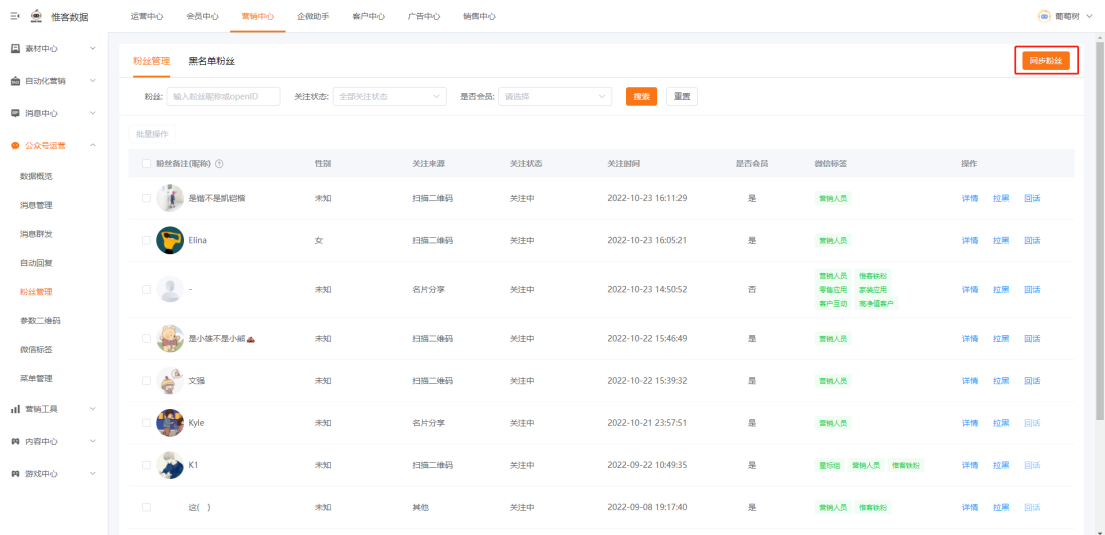 惟客数据 运营中心 会员中心 营销中心 企微助手 客户中心 广告中心 销售中心 葡萄树
素材中心
自动化营销
消息中心
公众号运营
数据概览
消息管理
消息群发
自动回复
粉丝管理
参数二维码
微信标签
菜单管理
营销工具
内容中心
游戏中心
粉丝管理 黑名单粉丝 同步粉丝
粉丝: 输入粉丝昵称或openID 关注状态: 全部关注状态 是否会员: 请选择 搜索 重置
批量操作
粉丝备注(昵称) 性别 关注来源 关注状态 关注时间 是否会员 微信标签 操作
是锴不是凯铠楷 未知 扫描二维码 关注中 2022-10-23 16:11:29 是 营销人员 详情 拉黑 回话
Elina 女 扫描二维码 关注中 2022-10-23 16:05:21 是 营销人员 详情 拉黑 回话
- 未知 名片分享 关注中 2022-10-23 14:50:52 否 营销人员 惟客铁粉 零售应用 家装应用 客户互动 高净值客户 详情 拉黑 回话
是小雄不是小熊 未知 扫描二维码 关注中 2022-10-22 15:46:49 是 营销人员 详情 拉黑 回话
文强 未知 扫描二维码 关注中 2022-10-22 15:39:32 是 营销人员 详情 拉黑 回话
Kyle 未知 名片分享 关注中 2022-10-21 23:57:51 是 营销人员 详情 拉黑 回话
K1 未知 扫描二维码 关注中 2022-09-22 10:49:35 是 星标组 营销人员 惟客铁粉 详情 拉黑 回话
这( ) 未知 其他 关注中 2022-09-08 19:17:40 是 营销人员 惟客铁粉 详情 拉黑 回话